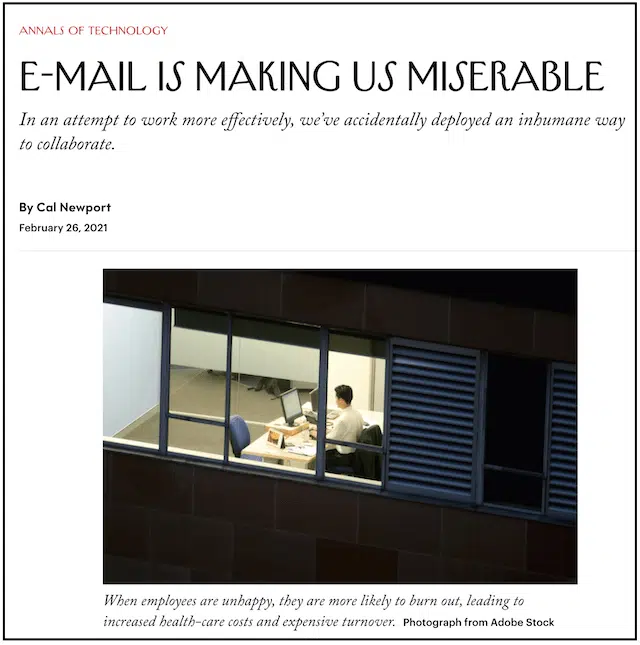 ANNALS OF TECHNOLOGY
E-MAIL IS MAKING US MISERABLE
In an attempt to work more effectively, we've accidentally deployed an inhumane way
to collaborate.
By Cal Newport
February 26, 2021
When employees are unhappy, they are more likely to burn out, leading to
increased health-care costs and expensive turnover. Photograph from Adobe Stock